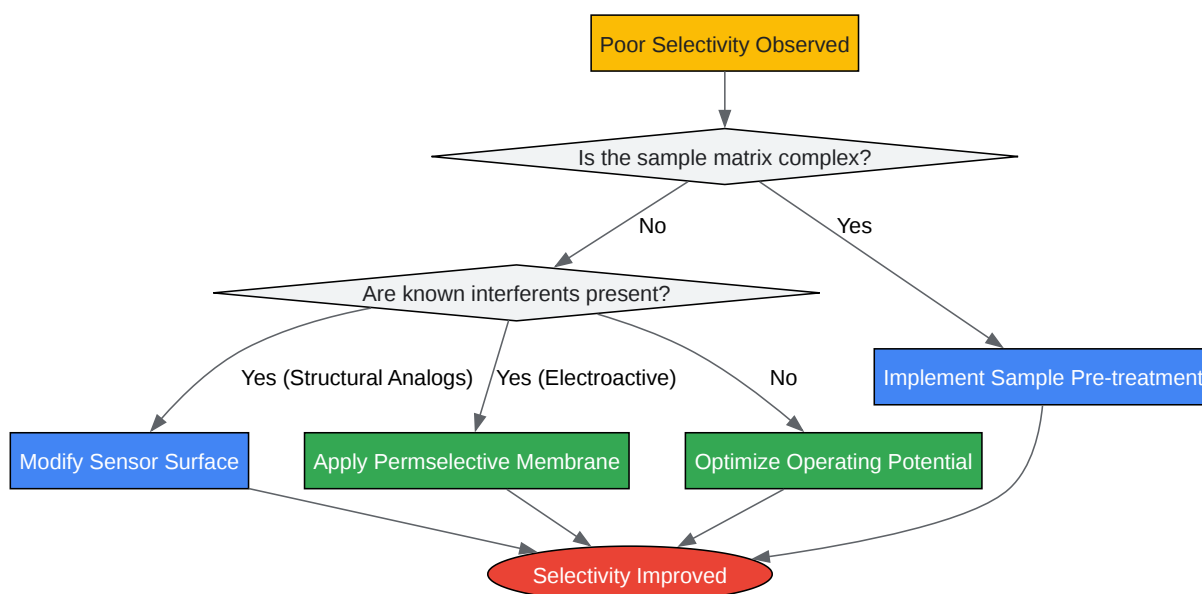 Poor Selectivity Observed
Is the sample matrix complex?
No
Yes
Are known interferents present?
Yes (Structural Analogs)
Yes (Electroactive)
No
Implement Sample Pre-treatment
Modify Sensor Surface
Apply Permselective Membrane
Optimize Operating Potential
Selectivity Improved